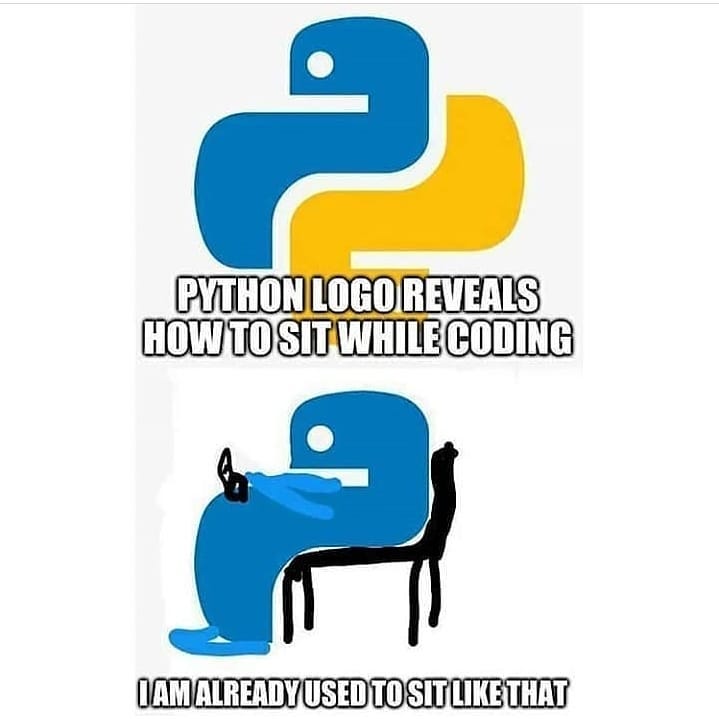 PYTHON LOGO REVEALS
HOW TO SIT WHILE CODING
I AM ALREADY USED TO SIT LIKE THAT